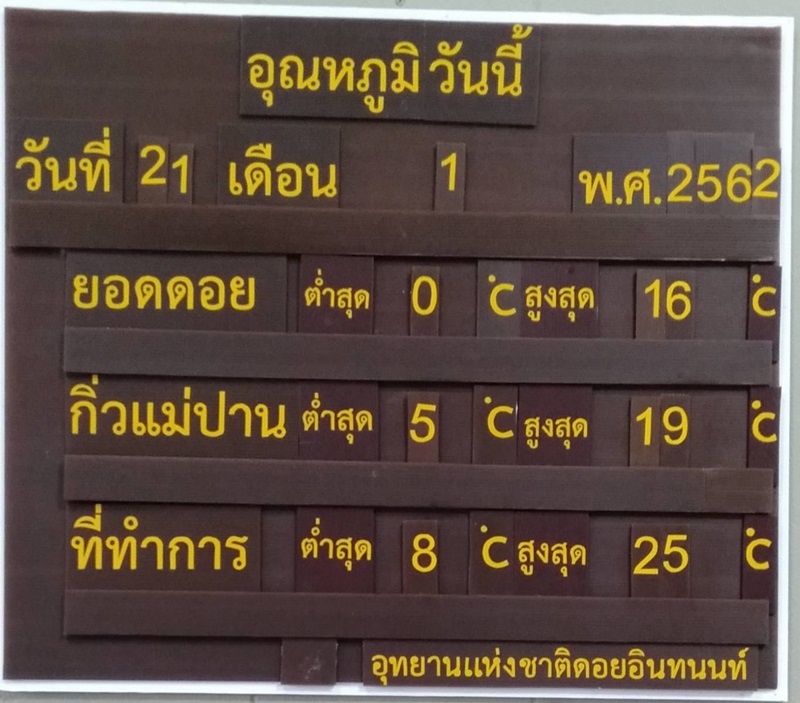 อุณหภูมิ วันนี้
วันที่ 21 เดือน 1 พ.ศ. 2562
ยอดดอย ต่ำสุด 0 °C สูงสุด 16 °C
กิ่วแม่ปาน ต่ำสุด 5 °C สูงสุด 19 °C
ที่ทำการ ต่ำสุด 8 °C สูงสุด 25 °C
อุทยานแห่งชาติดอยอินทนนท์